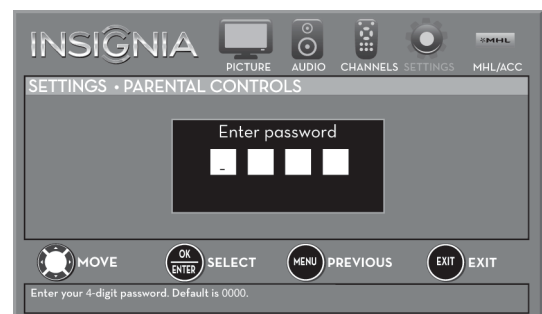 INSIGNIA
PICTURE AUDIO CHANNELS SETTINGS MHL MHL/ACC
SETTINGS • PARENTAL CONTROLS
Enter password
_
MOVE OK ENTER SELECT MENU PREVIOUS EXIT EXIT
Enter your 4-digit password. Default is 0000.